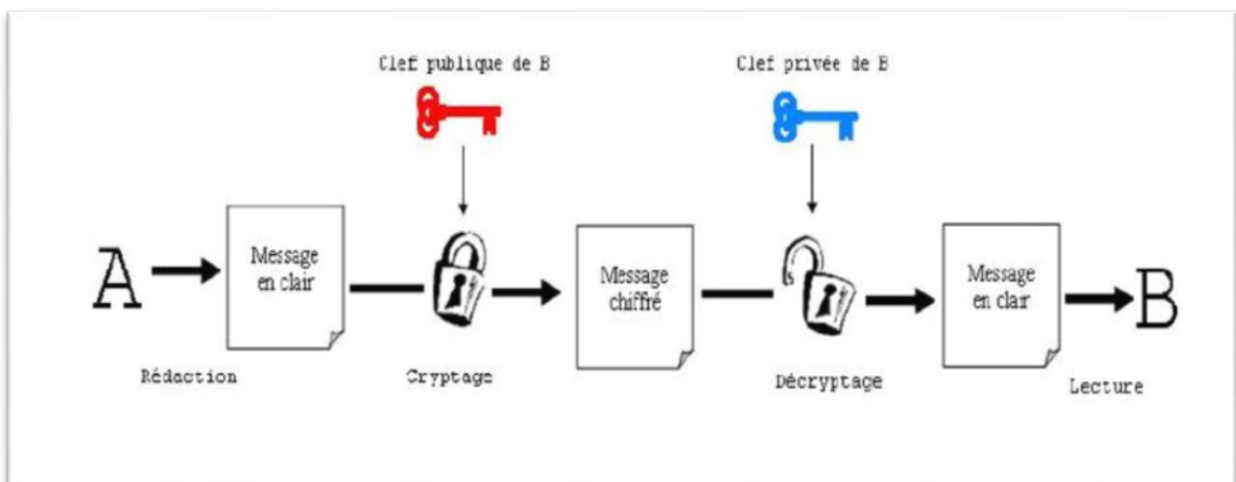 Clef publique de B
Clef privée de B
A
Message
en clair
Message
chiffré
Message
en clair
B
Rédaction
Cryptage
Décryptage
Lecture